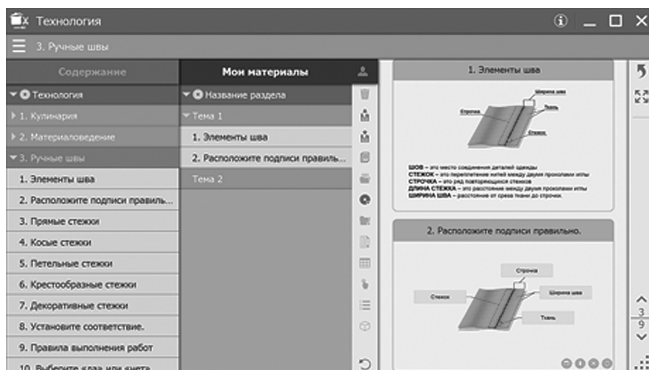 Технология
3. Ручные швы
Содержание
Мои материалы
Технология
1. Кулинария
2. Материаловедение
3. Ручные швы
1. Элементы шва
2. Расположите подписи правиль...
3. Прямые стежки
4. Косые стежки
5. Петельные стежки
6. Крестообразные стежки
7. Декоративные стежки
8. Установите соответствие.
9. Правила выполнения работ
10. Выберите «да» или «нет»
Название раздела
Тема 1
1. Элементы шва
2. Расположите подписи правиль...
Тема 2
1. Элементы шва
Ширина шва
Строчка
Ткань
Стежок
ШОВ – это место соединения деталей одежды
СТЕЖОК – это переплетение нитей между двумя проколами иглы
СТРОЧКА – это ряд повторяющихся стежков
ДЛИНА СТЕЖКА – это расстояние между двумя проколами иглы
ШИРИНА ШВА – расстояние от среза ткани до строчки.
2. Расположите подписи правильно.
Строчка
Стежок
Ширина шва
Ткань
3
9